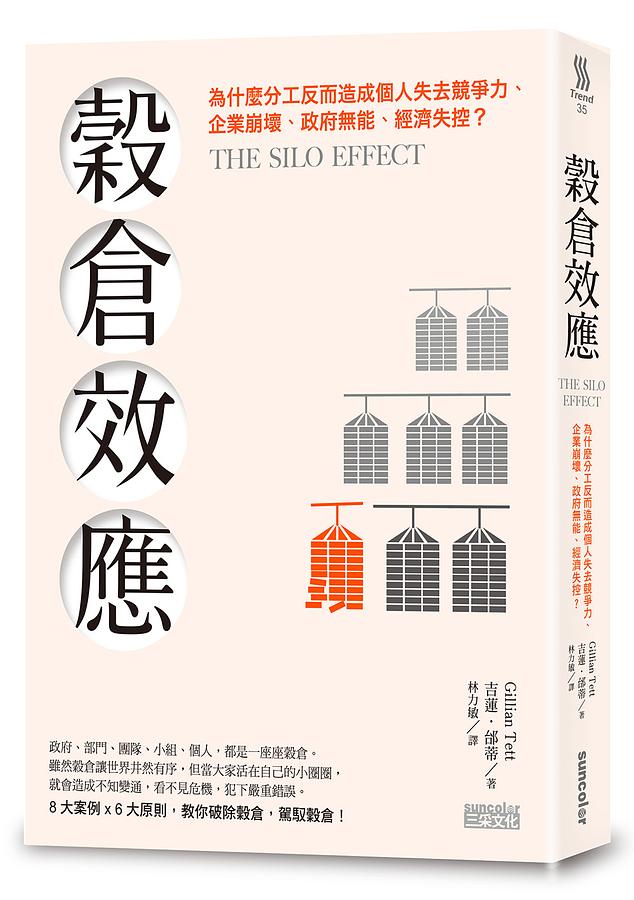 穀倉效應
為什麼分工反而造成個人失去競爭力、
企業崩壞、政府無能、經濟失控？
THE SILO EFFECT
Gillian Tett
吉蓮．邰蒂／著
林力敏／譯
政府、部門、團隊、小組、個人，都是一座座穀倉。
雖然穀倉讓世界井然有序，但當大家活在自己的小圈圈，
就會造成不知變通，看不見危機，犯下嚴重錯誤。
8 大案例 x 6 大原則，教你破除穀倉，駕馭穀倉！
suncolor
三采文化
Trend
35
穀倉效應
THE SILO
EFFECT
為什麼分工反而造成個人失去競爭力、
企業崩壞、政府無能、經濟失控？
Gillian Tett
吉蓮．邰蒂／著
林力敏／譯
suncolor